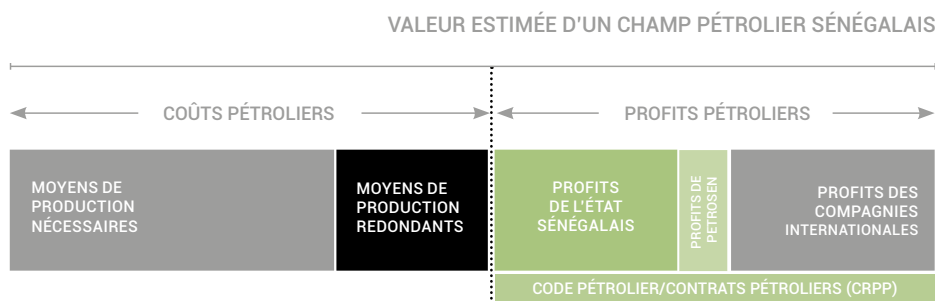 VALEUR ESTIMÉE D'UN CHAMP PÉTROLIER SÉNÉGALAIS
COÛTS PÉTROLIERS
PROFITS PÉTROLIERS
MOYENS DE
PRODUCTION
NÉCESSAIRES
MOYENS DE
PRODUCTION
REDONDANTS
PROFITS
DE L'ÉTAT
SÉNÉGALAIS
PROFITS DE
PETROSEN
PROFITS DES
COMPAGNIES
INTERNATIONALES
CODE PÉTROLIER/CONTRATS PÉTROLIERS (CRPP)